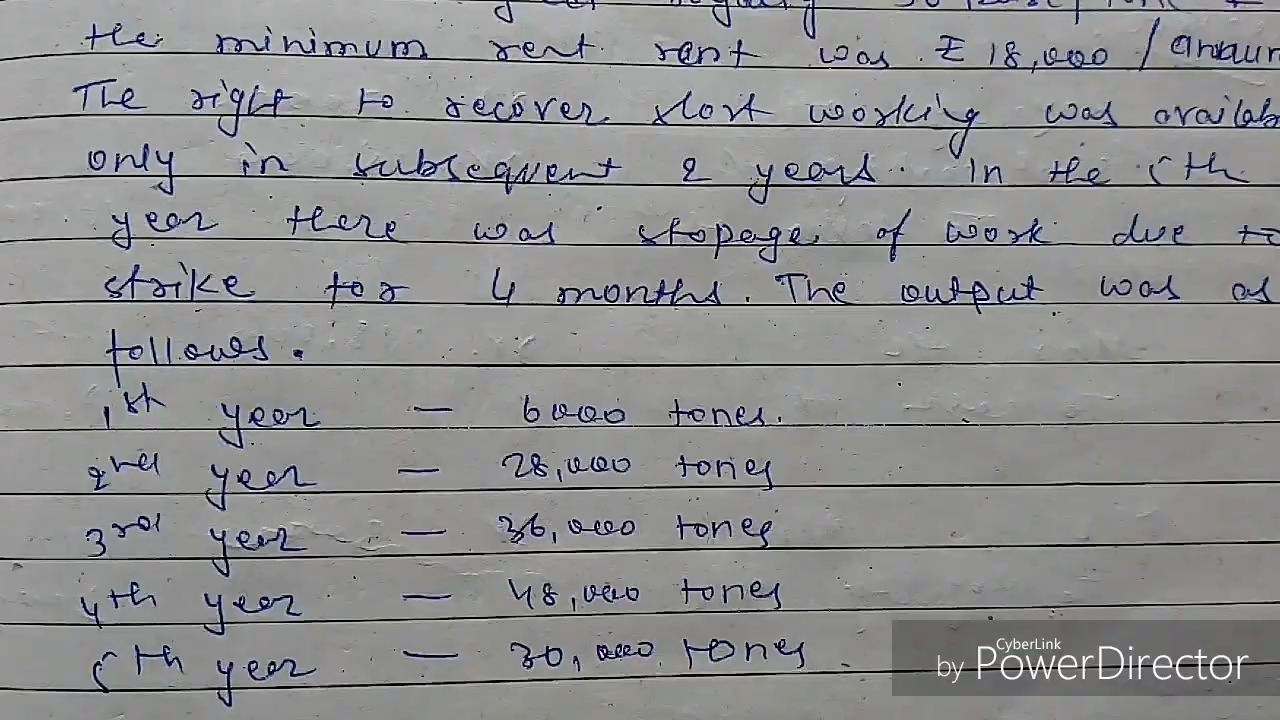 the minimum rent rent was ₹ 18,000 /
The right to recover short working was availab
only in subsequent 2 years. In the 5th
year there was stopage of work due to
strike for 4 months. The output was as
follows.
1st year — 6000 tones.
2nd year — 28,000 tones
3rd year — 36,000 tones
4th year — 48,000 tones
5th year — 30,000 tones.
CyberLink
by PowerDirector